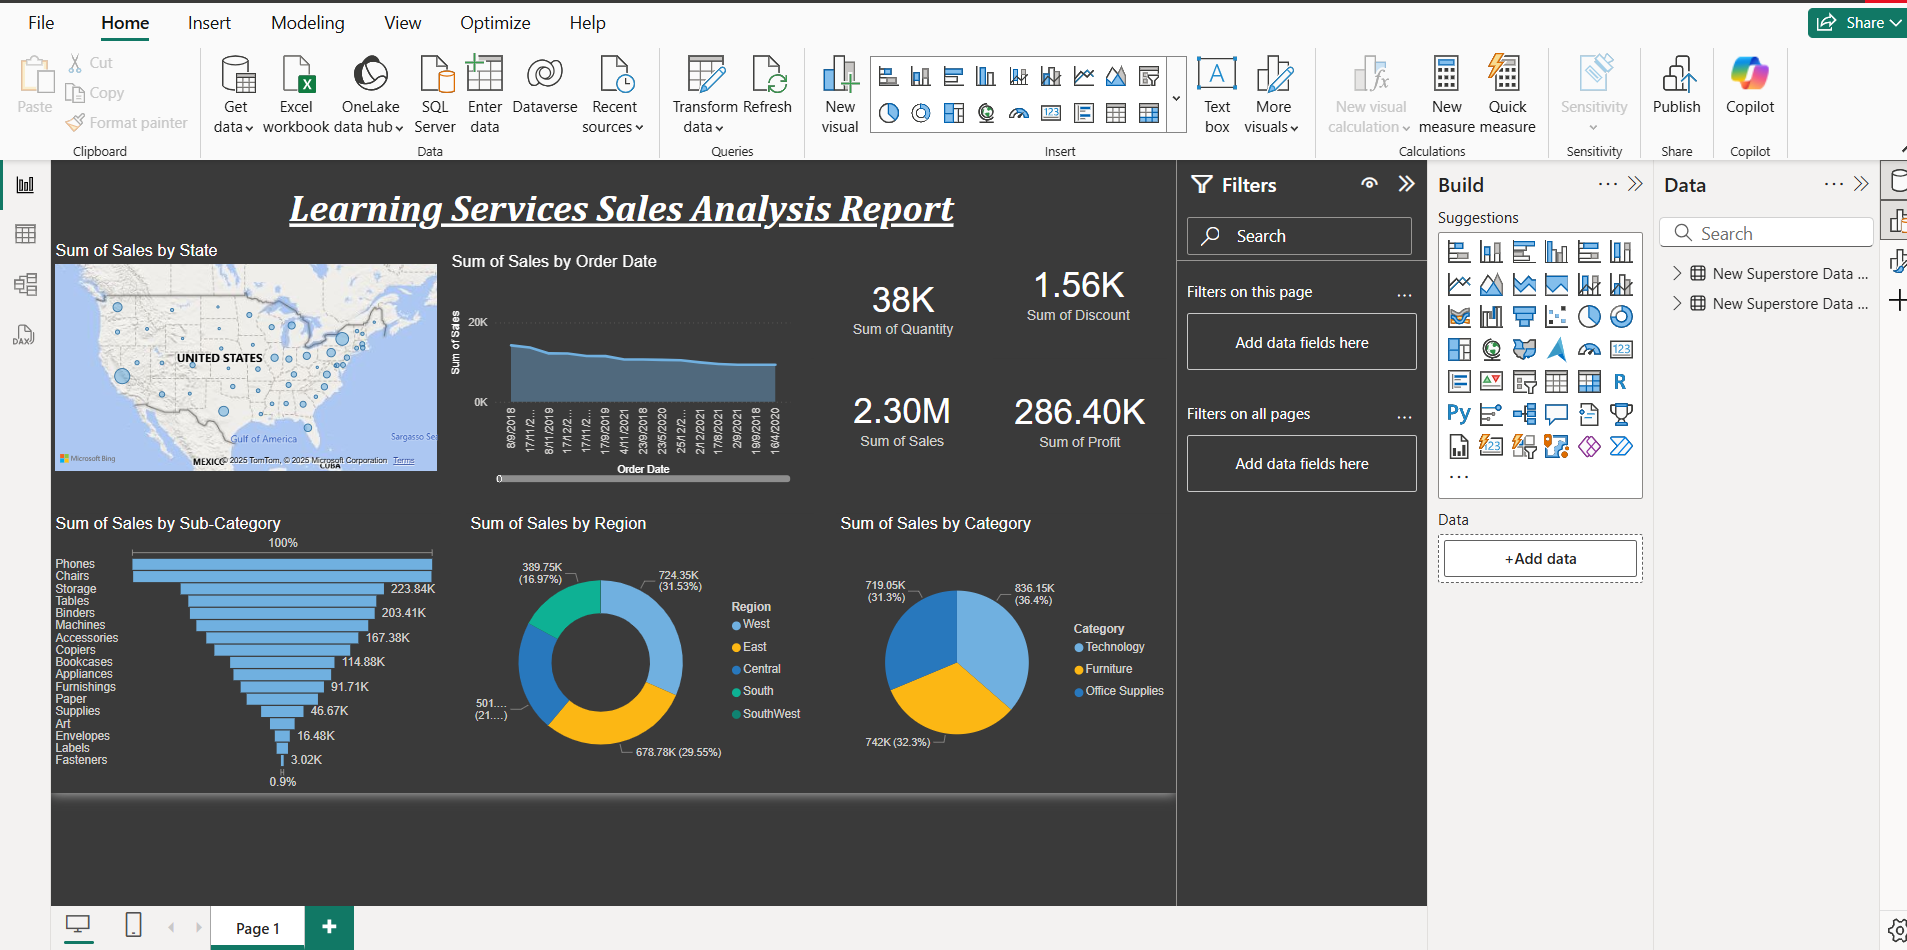 File Home Insert Modeling View Optimize Help
Share
Paste
Cut
Copy
Format painter
Clipboard
Get data
Excel workbook
OneLake data hub
SQL Server
Enter data
Dataverse
Recent sources
Data
Transform data
Refresh
Queries
New visual
Insert
Text box
More visuals
New visual calculation
New measure
Quick measure
Calculations
Sensitivity
Sensitivity
Publish
Share
Copilot
Copilot
DAX
Learning Services Sales Analysis Report
Sum of Sales by State
UNITED STATES
Gulf of America
Sargasso Sea
MEXICO
CUBA
Microsoft Bing
© 2025 TomTom, © 2025 Microsoft Corporation Terms
Sum of Sales by Order Date
Sum of Sales
20K
0K
8/9/2018
17/11/2...
8/11/2019
17/12/2...
17/11/2...
17/9/2019
4/11/2021
23/9/2018
23/5/2020
25/12/2...
2/12/2021
17/8/2021
2/9/2021
19/9/2018
16/4/2020
Order Date
0
38K
Sum of Quantity
1.56K
Sum of Discount
2.30M
Sum of Sales
286.40K
Sum of Profit
Sum of Sales by Sub-Category
100%
Phones
Chairs
Storage 223.84K
Tables
Binders 203.41K
Machines
Accessories 167.38K
Copiers
Bookcases 114.88K
Appliances
Furnishings 91.71K
Paper
Supplies 46.67K
Art
Envelopes 16.48K
Labels
Fasteners 3.02K
0.9%
Sum of Sales by Region
389.75K
(16.97%)
724.35K
(31.53%)
501....
(21....)
678.78K (29.55%)
Region
West
East
Central
South
SouthWest
Sum of Sales by Category
719.05K
(31.3%)
836.15K
(36.4%)
742K (32.3%)
Category
Technology
Furniture
Office Supplies
Filters
Search
Filters on this page ...
Add data fields here
Filters on all pages ...
Add data fields here
Build ...
Suggestions
123
R
Py
123
...
Data
+Add data
Data ...
Search
New Superstore Data ...
New Superstore Data ...
Page 1
+